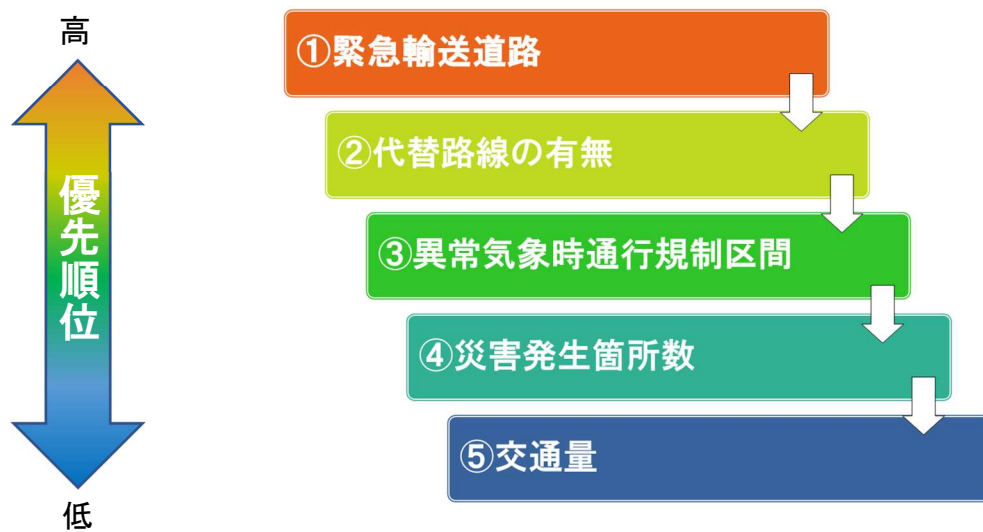 高
優先順位
低
①緊急輸送道路
②代替路線の有無
③異常気象時通行規制区間
④災害発生箇所数
⑤交通量